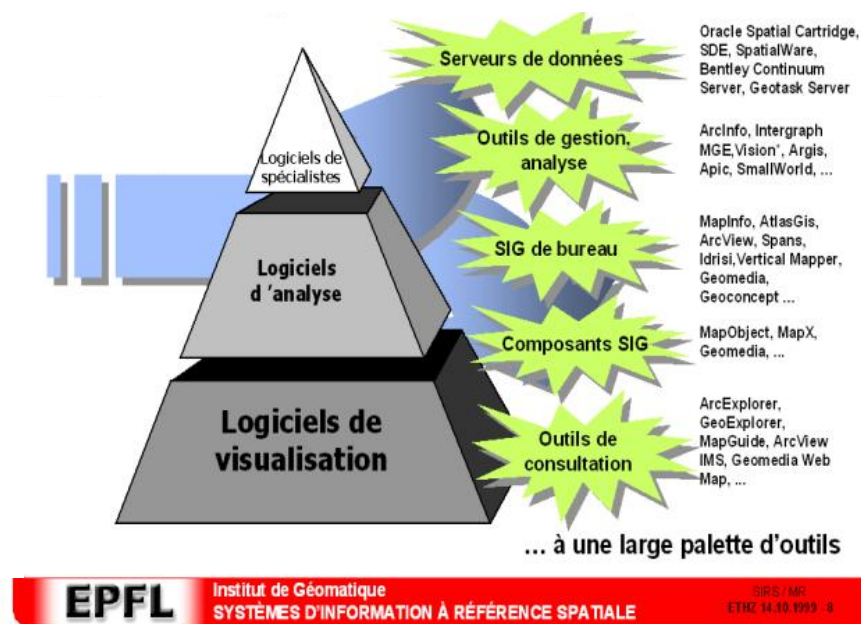 Logiciels de
spécialistes
Logiciels
d 'analyse
Logiciels de
visualisation
Serveurs de données
Oracle Spatial Cartridge,
SDE, SpatialWare,
Bentley Continuum
Server, Geotask Server
Outils de gestion,
analyse
ArcInfo, Intergraph
MGE,Vision*, Argis,
Apic, SmallWorld, ...
SIG de bureau
MapInfo, AtlasGis,
ArcView, Spans,
Idrisi,Vertical Mapper,
Geomedia,
Geoconcept ...
Composants SIG
MapObject, MapX,
Geomedia, ...
Outils de
consultation
ArcExplorer,
GeoExplorer,
MapGuide, ArcView
IMS, Geomedia Web
Map, ...
... à une large palette d'outils
EPFL
Institut de Géomatique
SYSTÈMES D'INFORMATION À RÉFÉRENCE SPATIALE
SIRS / MR
ETHZ 14.10.1999 - 8